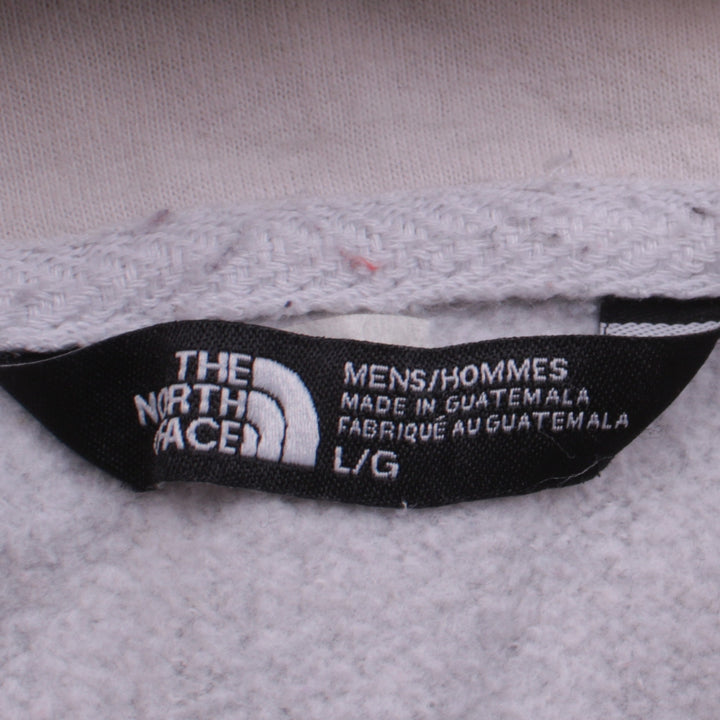 THE
NORTH
FACE
MENS/HOMMES
MADE IN GUATEMALA
FABRIQUÉ AU GUATEMALA
L/G